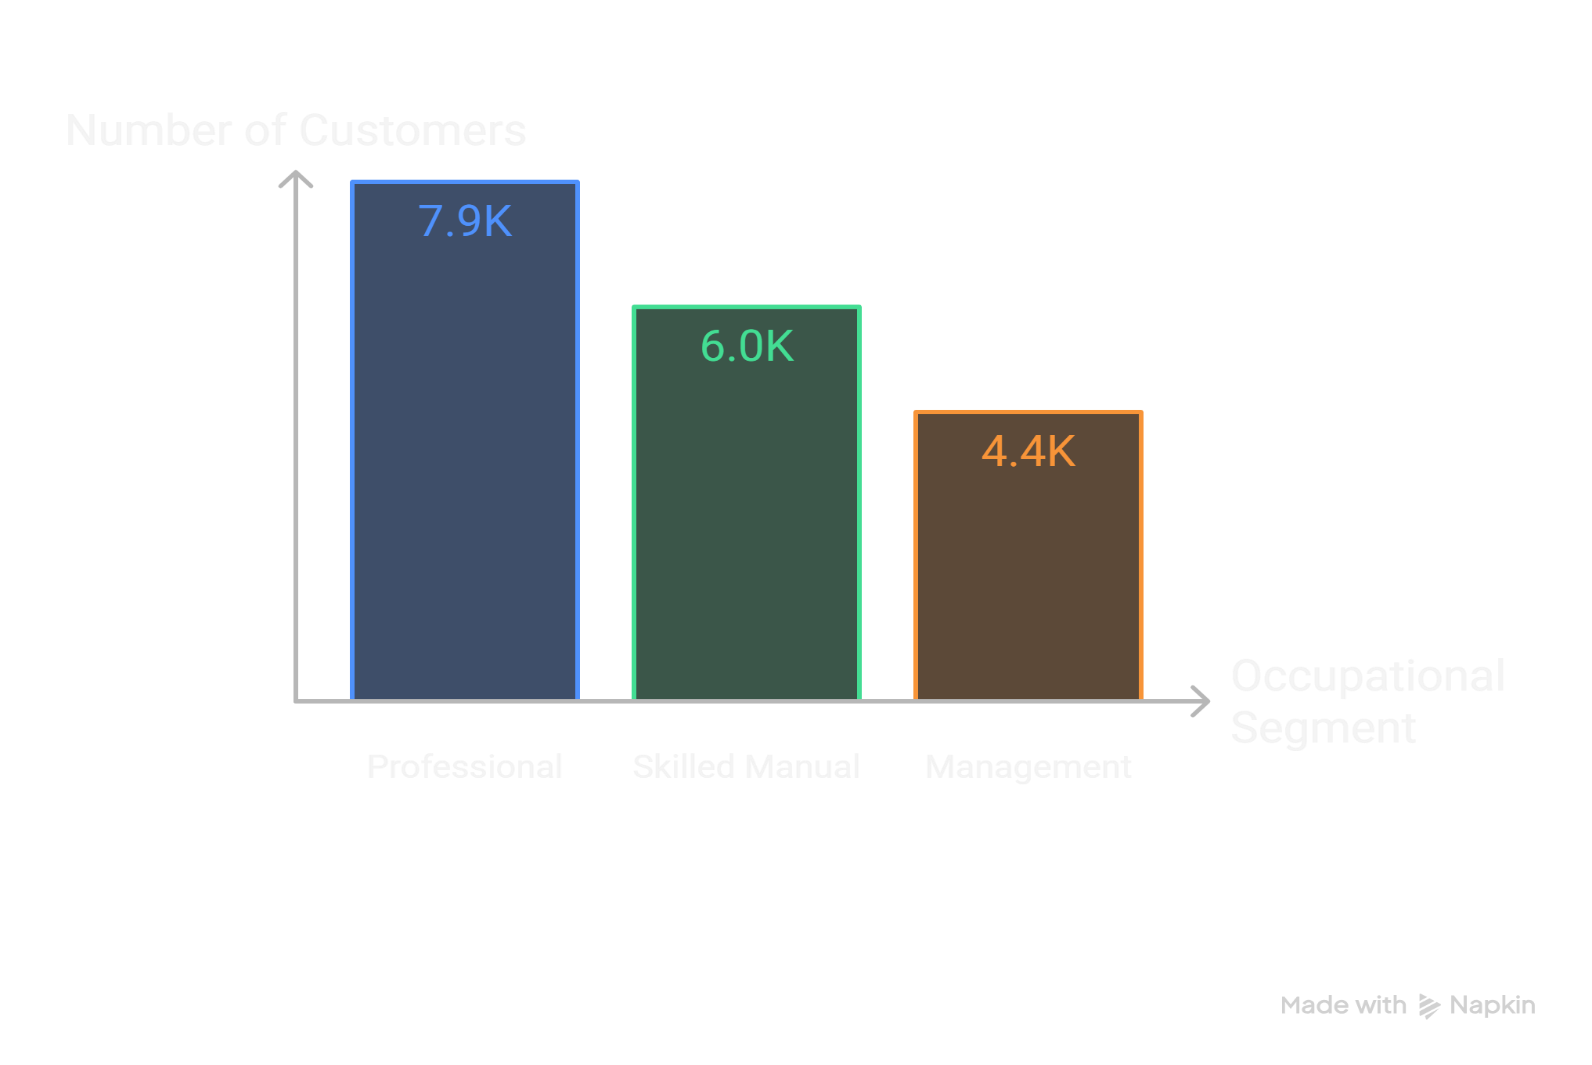 Number of Customers
7.9K
6.0K
4.4K
Occupational
Segment
Professional
Skilled Manual
Management
Made with Napkin